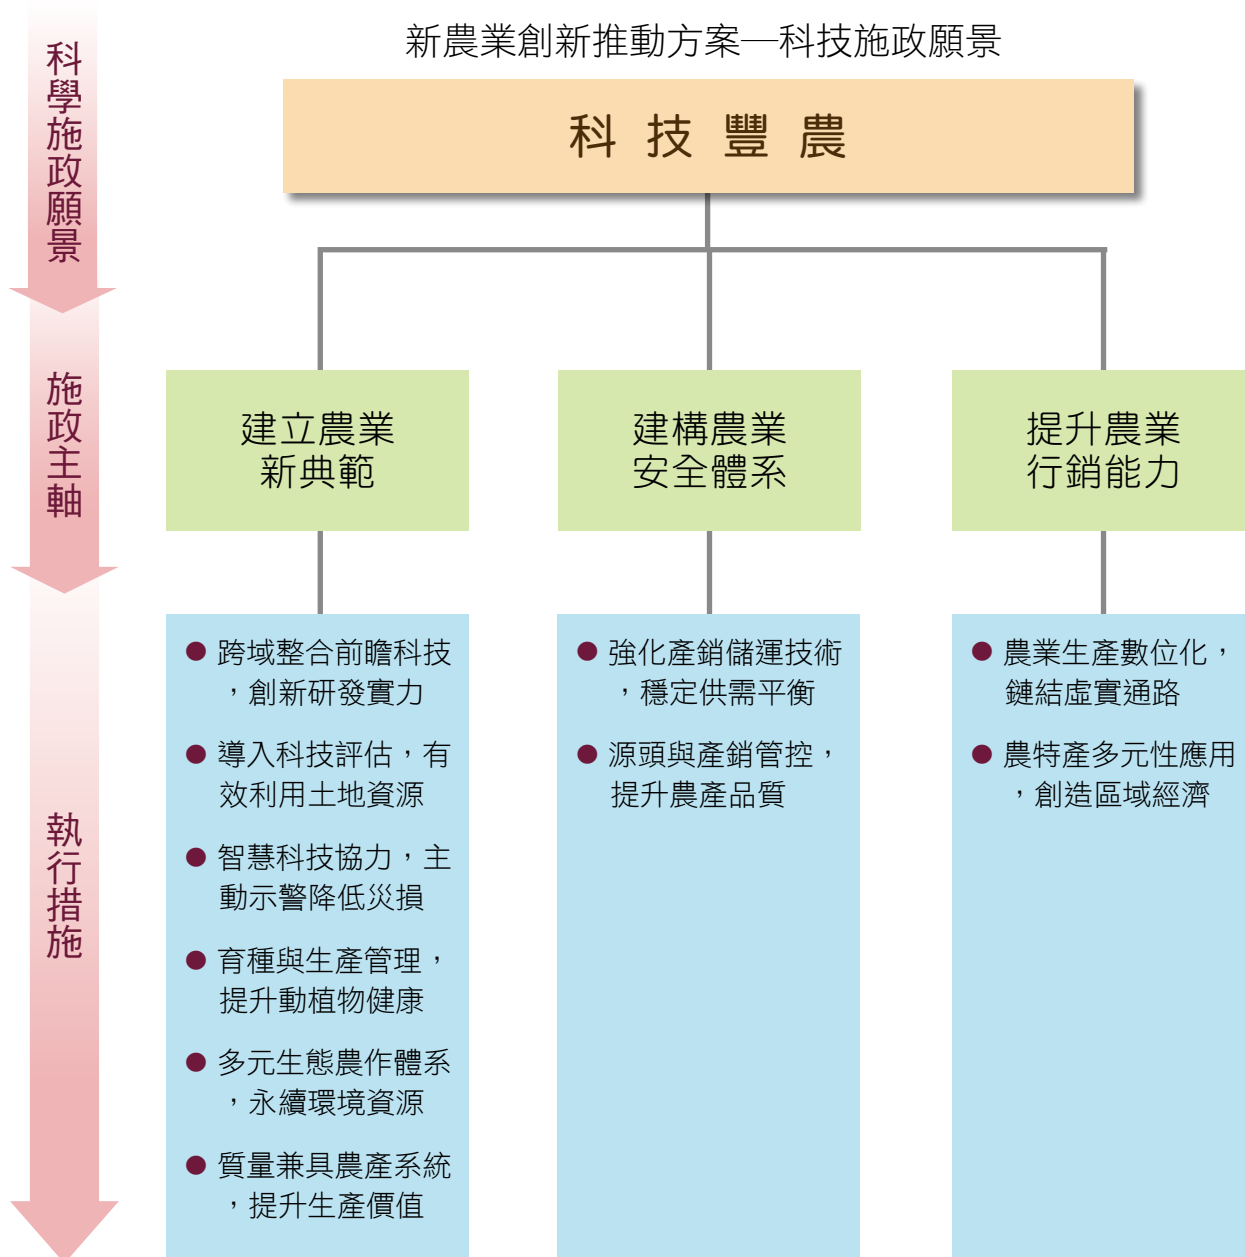 新農業創新推動方案—科技施政願景
科學施政願景
科技豐農
施政主軸
建立農業
新典範
建構農業
安全體系
提升農業
行銷能力
執行措施
● 跨域整合前瞻科技
，創新研發實力
● 導入科技評估，有
效利用土地資源
● 智慧科技協力，主
動示警降低災損
● 育種與生產管理，
提升動植物健康
● 多元生態農作體系
，永續環境資源
● 質量兼具農產系統
，提升生產價值
● 強化產銷儲運技術
，穩定供需平衡
● 源頭與產銷管控，
提升農產品質
● 農業生產數位化，
鏈結虛實通路
● 農特產多元性應用
，創造區域經濟